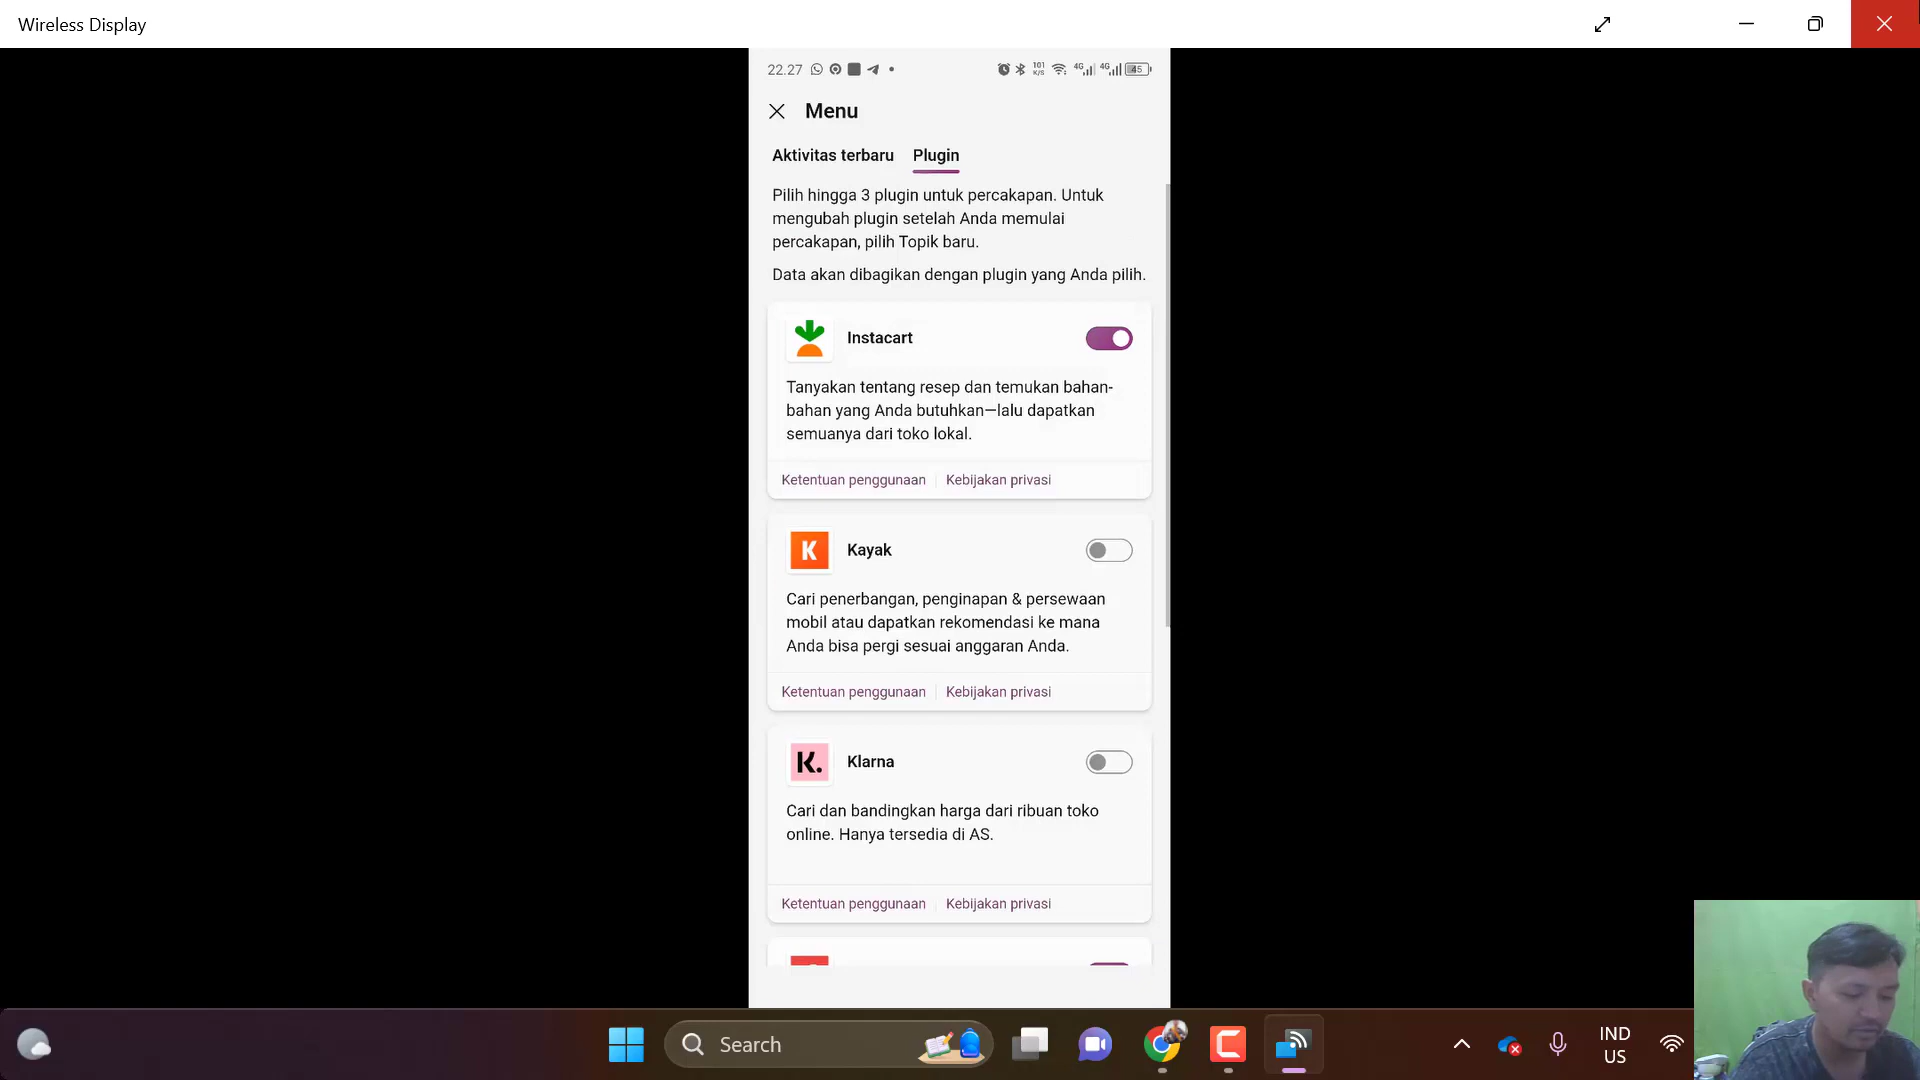 Wireless Display
22.27
101
K/S
4G
4G
45
Menu
Aktivitas terbaru
Plugin
Pilih hingga 3 plugin untuk percakapan. Untuk
mengubah plugin setelah Anda memulai
percakapan, pilih Topik baru.
Data akan dibagikan dengan plugin yang Anda pilih.
Instacart
Tanyakan tentang resep dan temukan bahan-
bahan yang Anda butuhkan—lalu dapatkan
semuanya dari toko lokal.
Ketentuan penggunaan
Kebijakan privasi
K
Kayak
Cari penerbangan, penginapan & persewaan
mobil atau dapatkan rekomendasi ke mana
Anda bisa pergi sesuai anggaran Anda.
Ketentuan penggunaan
Kebijakan privasi
K.
Klarna
Cari dan bandingkan harga dari ribuan toko
online. Hanya tersedia di AS.
Ketentuan penggunaan
Kebijakan privasi
Search
IND
US